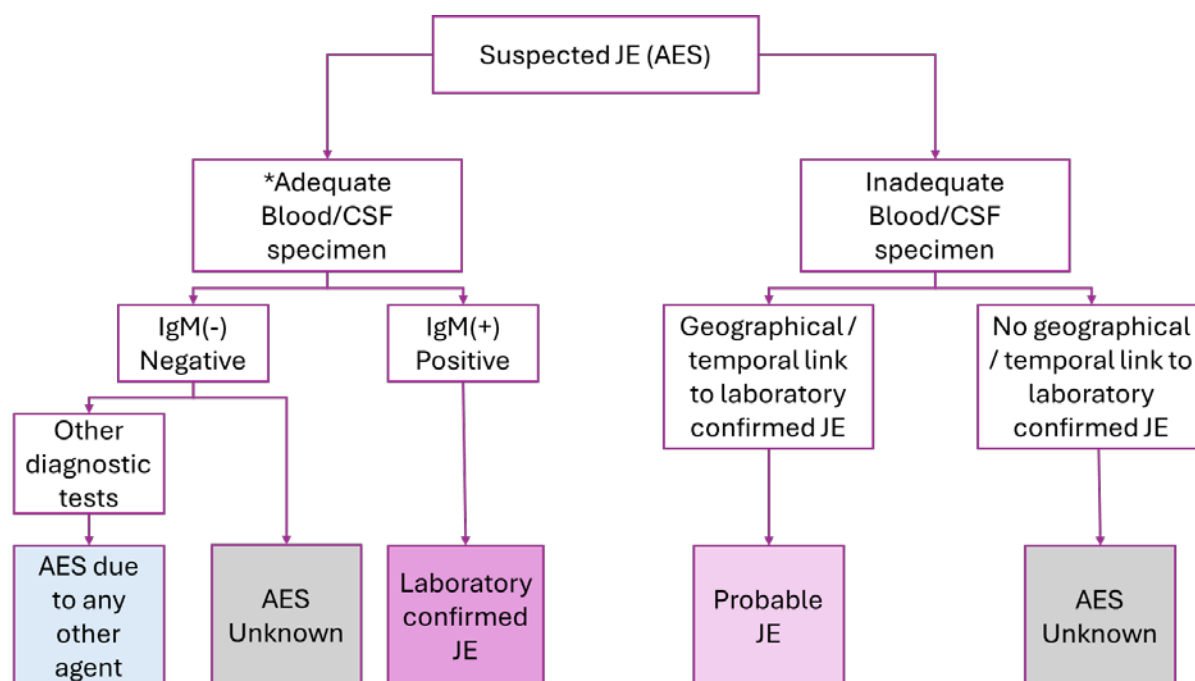 Suspected JE (AES)
*Adequate
Blood/CSF
specimen
Inadequate
Blood/CSF
specimen
IgM(-)
Negative
IgM(+)
Positive
Geographical /
temporal link
to laboratory
confirmed JE
No geographical
/ temporal link to
laboratory
confirmed JE
Other
diagnostic
tests
AES due
to any
other
agent
AES
Unknown
Laboratory
confirmed
JE
Probable
JE
AES
Unknown